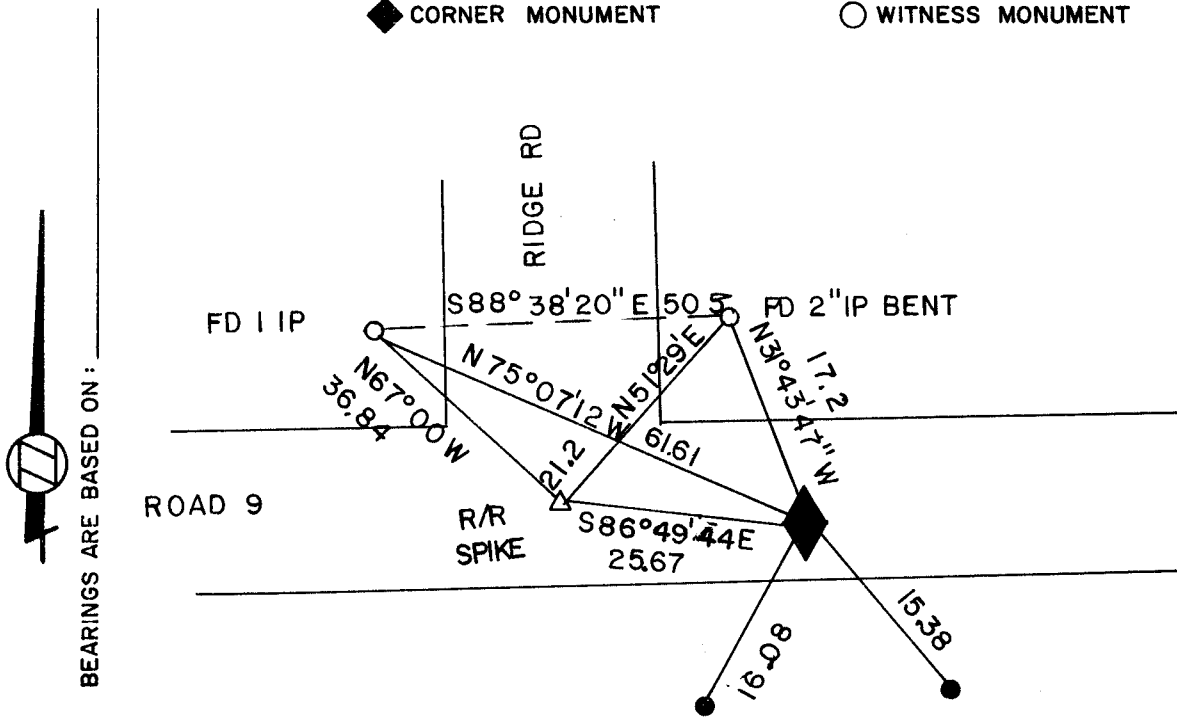 CORNER MONUMENT
WITNESS MONUMENT
RIDGE RD
S88° 38'20" E 50.5
FD 1 IP
FD 2" IP BENT
N 75°07'12 W
61.61
N51°29'E
21.2
N31°43'47" W
17.2
N67°00 W
36.84
ROAD 9
R/R
SPIKE
S86°49'44E
25.67
16.08
15.38
BEARINGS ARE BASED ON: